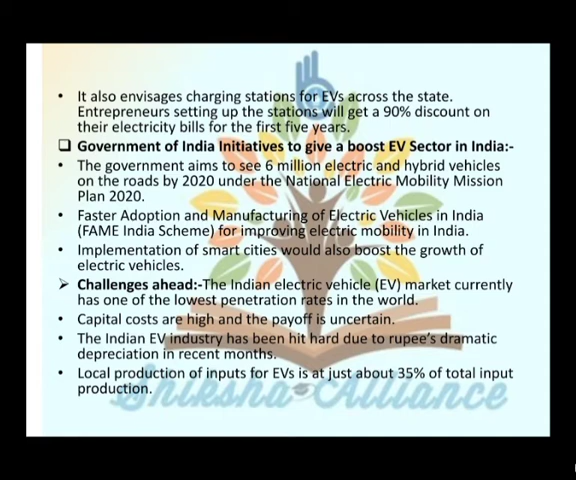 • It also envisages charging stations for EVs across the state.
Entrepreneurs setting up the stations will get a 90% discount on
their electricity bills for the first five years.
❑ Government of India Initiatives to give a boost EV Sector in India:-
• The government aims to see 6 million electric and hybrid vehicles
on the roads by 2020 under the National Electric Mobility Mission
Plan 2020.
• Faster Adoption and Manufacturing of Electric Vehicles in India
(FAME India Scheme) for improving electric mobility in India.
• Implementation of smart cities would also boost the growth of
electric vehicles.
➢ Challenges ahead:-The Indian electric vehicle (EV) market currently
has one of the lowest penetration rates in the world.
• Capital costs are high and the payoff is uncertain.
• The Indian EV industry has been hit hard due to rupee's dramatic
depreciation in recent months.
• Local production of inputs for EVs is at just about 35% of total input
production.
Shiksha Alliance